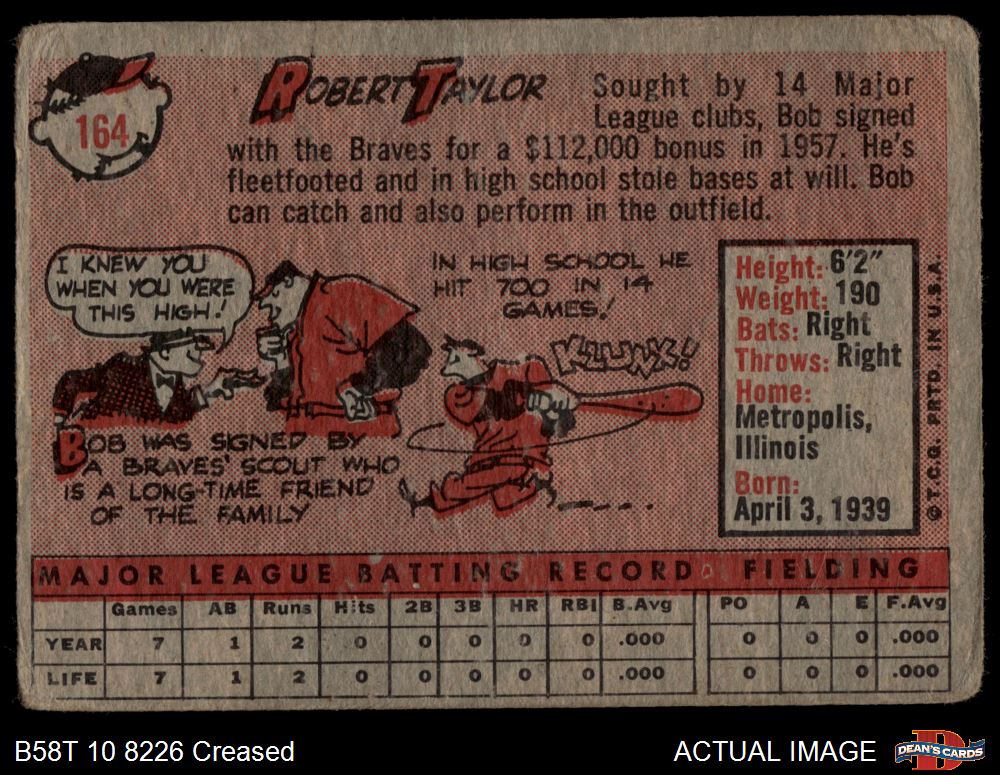 164
ROBERT TAYLOR
Sought by 14 Major
League clubs, Bob signed
with the Braves for a $112,000 bonus in 1957. He's
fleetfooted and in high school stole bases at will. Bob
can catch and also perform in the outfield.
I KNEW YOU
WHEN YOU WERE
THIS HIGH!
BOB WAS SIGNED BY
A BRAVES' SCOUT WHO
IS A LONG-TIME FRIEND
OF THE FAMILY
IN HIGH SCHOOL HE
HIT 700 IN 14
GAMES!
KLUNK!
Height: 6'2"
Weight: 190
Bats: Right
Throws: Right
Home:
Metropolis,
Illinois
Born:
April 3, 1939
© T.C.G. PRTD. IN U.S.A.
MAJOR LEAGUE BATTING RECORD FIELDING
Games AB Runs Hits 2B 3B HR RBI B.Avg PO A E F.Avg
YEAR 7 1 2 0 0 0 0 0 .000 0 0 0 .000
LIFE 7 1 2 0 0 0 0 0 .000 0 0 0 .000
B58T 10 8226 Creased
ACTUAL IMAGE
DEAN'S CARDS